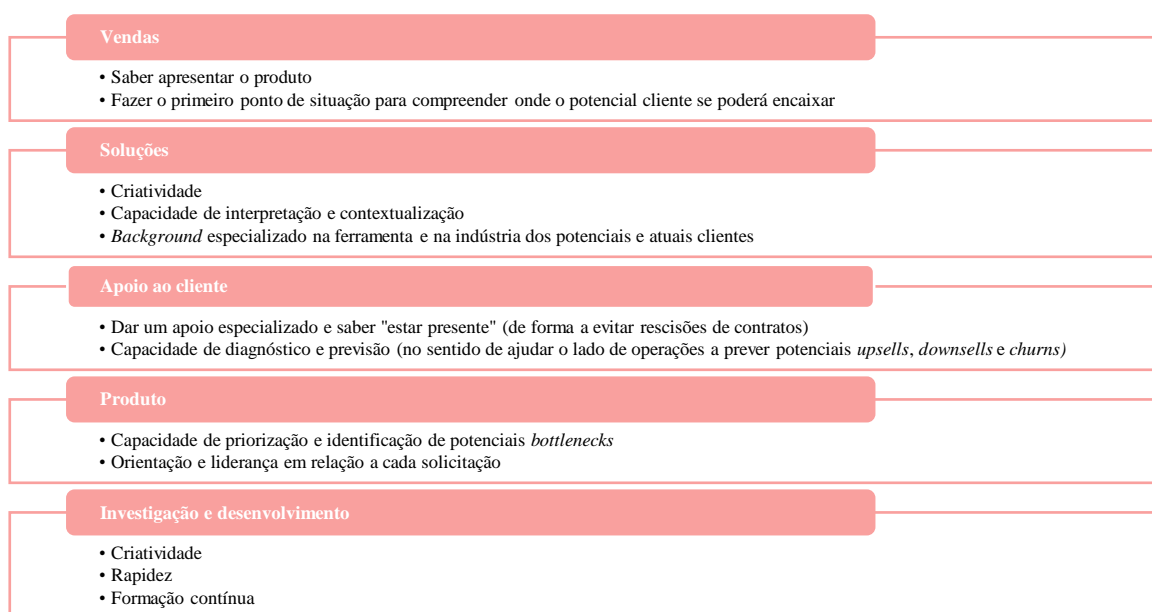 Vendas
• Saber apresentar o produto
• Fazer o primeiro ponto de situação para compreender onde o potencial cliente se poderá encaixar
Soluções
• Criatividade
• Capacidade de interpretação e contextualização
• Background especializado na ferramenta e na indústria dos potenciais e atuais clientes
Apoio ao cliente
• Dar um apoio especializado e saber "estar presente" (de forma a evitar rescisões de contratos)
• Capacidade de diagnóstico e previsão (no sentido de ajudar o lado de operações a prever potenciais upsells, downsells e churns)
Produto
• Capacidade de priorização e identificação de potenciais bottlenecks
• Orientação e liderança em relação a cada solicitação
Investigação e desenvolvimento
• Criatividade
• Rapidez
• Formação contínua